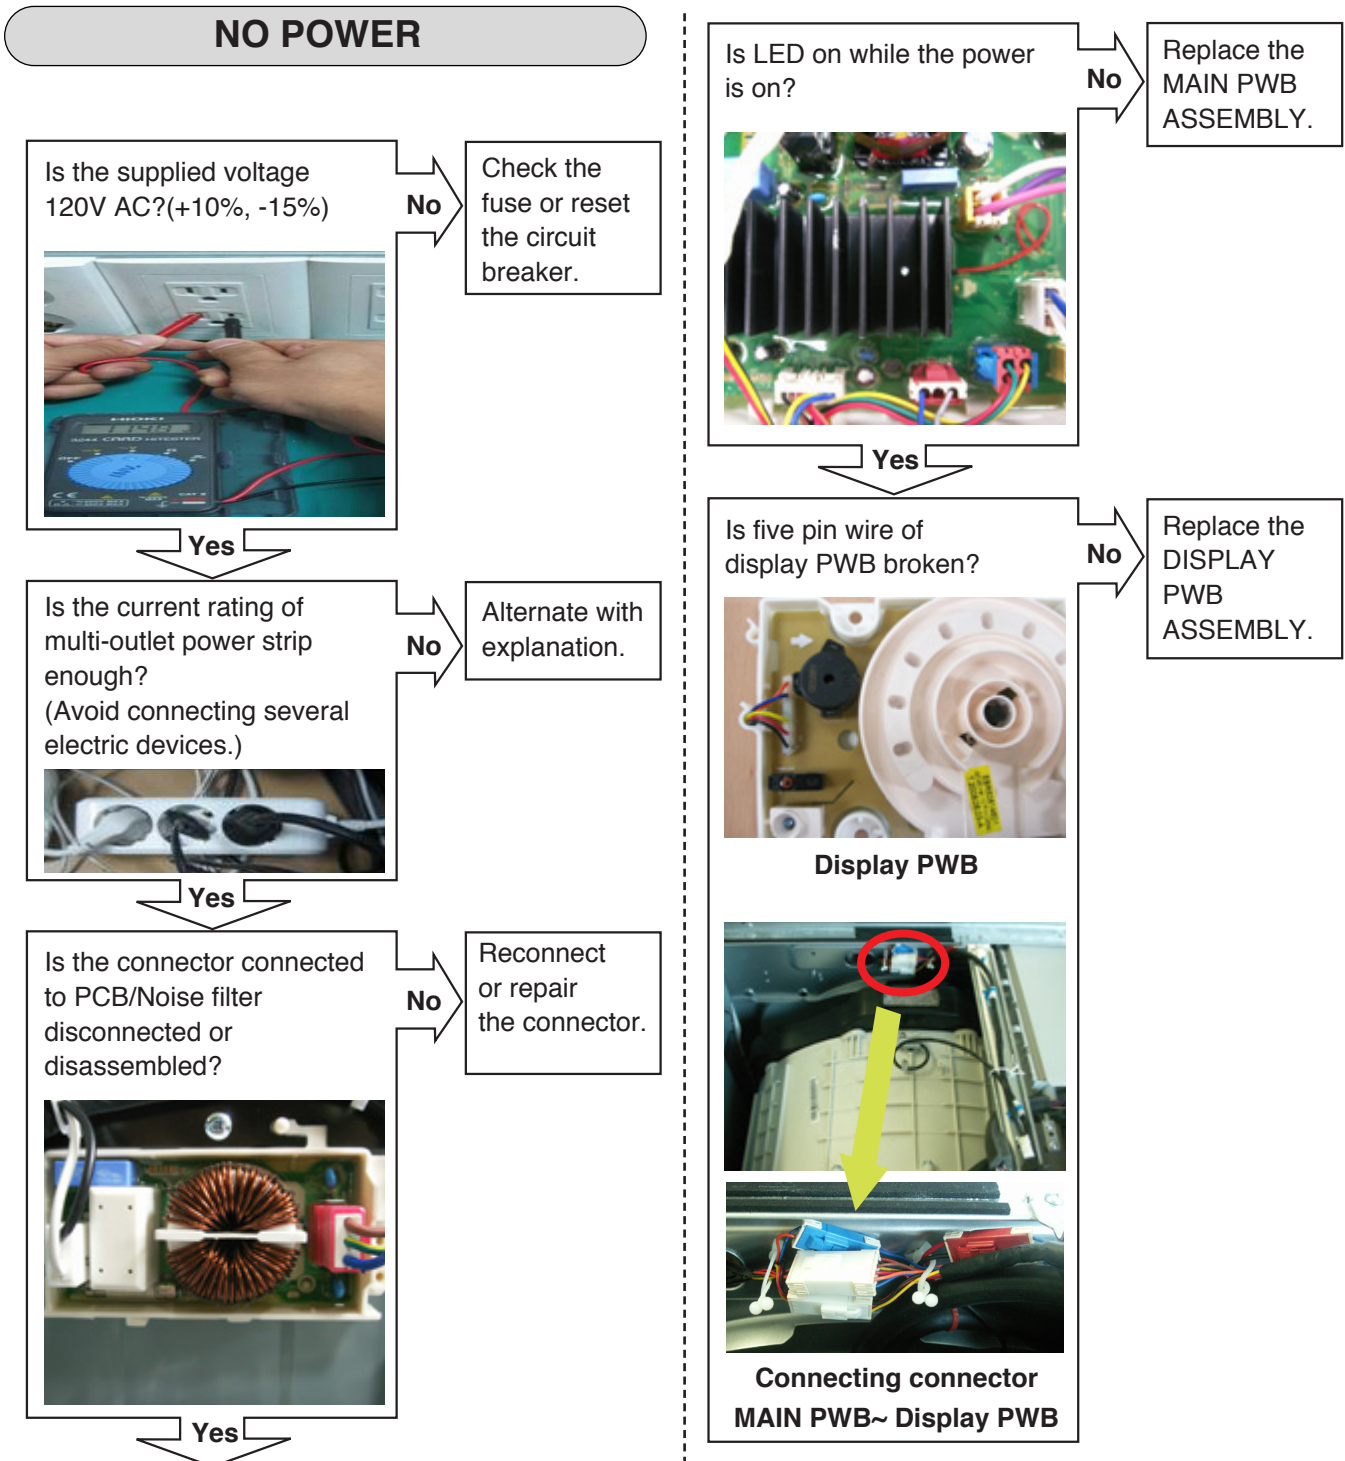 NO POWER
Is the supplied voltage
120V AC?(+10%, -15%)
No
Check the
fuse or reset
the circuit
breaker.
HIOKI
3244 CARD HITESTER
OFF
Yes
Is the current rating of
multi-outlet power strip
enough?
(Avoid connecting several
electric devices.)
No
Alternate with
explanation.
Yes
Is the connector connected
to PCB/Noise filter
disconnected or
disassembled?
No
Reconnect
or repair
the connector.
Yes
Is LED on while the power
is on?
No
Replace the
MAIN PWB
ASSEMBLY.
Yes
Is five pin wire of
display PWB broken?
No
Replace the
DISPLAY
PWB
ASSEMBLY.
Display PWB
Connecting connector
MAIN PWB~ Display PWB